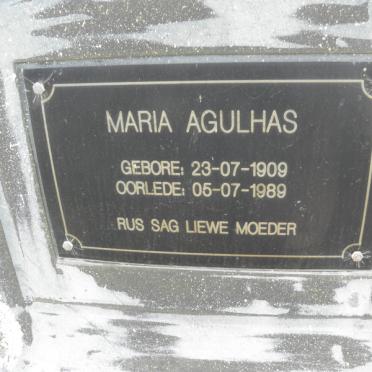 MARIA AGULHAS
GEBORE: 23-07-1909
OORLEDE: 05-07-1989
RUS SAG LIEWE MOEDER